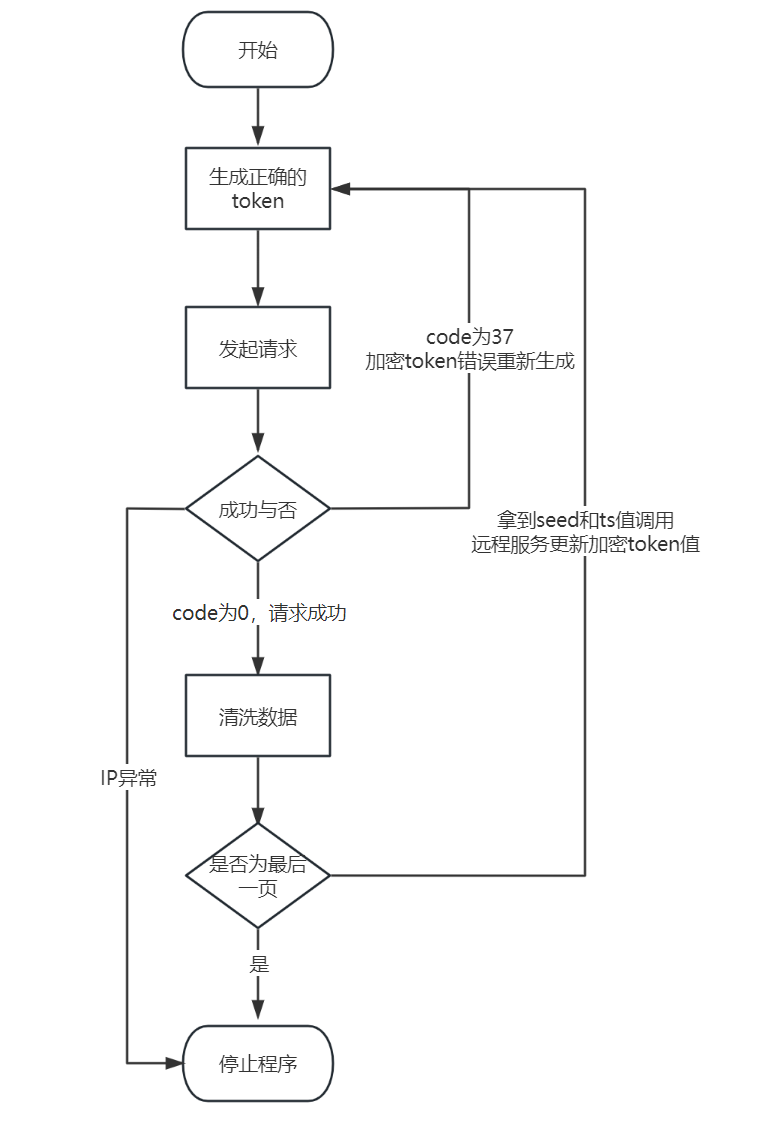 开始
生成正确的
token
发起请求
code为37
加密token错误重新生成
成功与否
拿到seed和ts值调用
远程服务更新加密token值
code为0，请求成功
清洗数据
IP异常
是否为最后
一页
是
停止程序